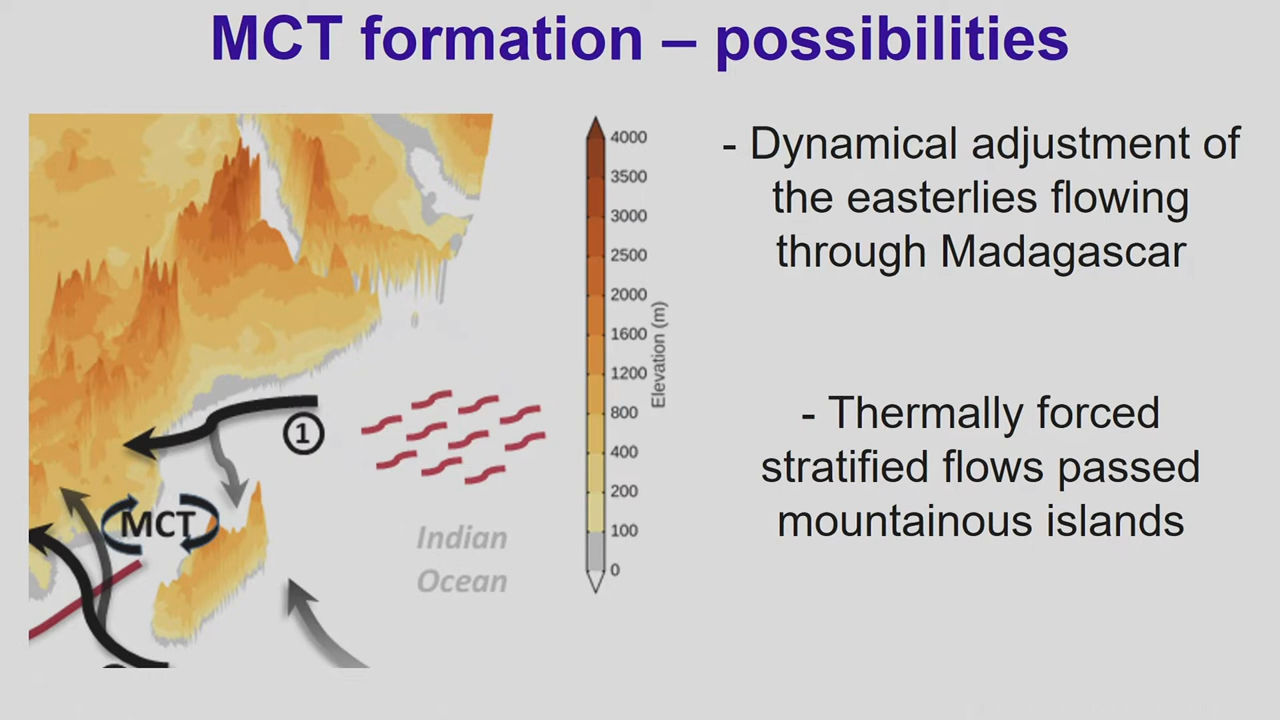 MCT formation – possibilities
4000
3500
3000
2500
2000
1600
1200
800
400
200
100
0
Elevation (m)
1
MCT
Indian
Ocean
- Dynamical adjustment of
the easterlies flowing
through Madagascar
- Thermally forced
stratified flows passed
mountainous islands